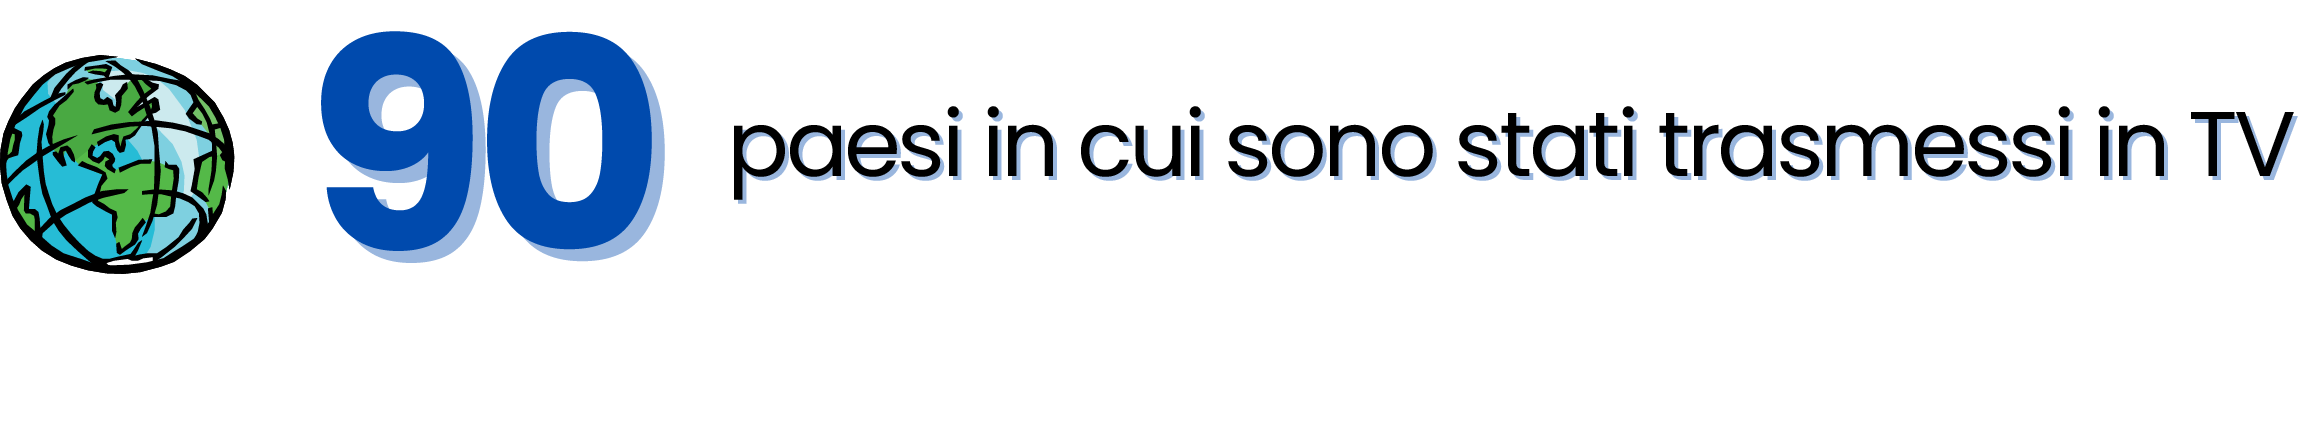 90 paesi in cui sono stati trasmessi in TV